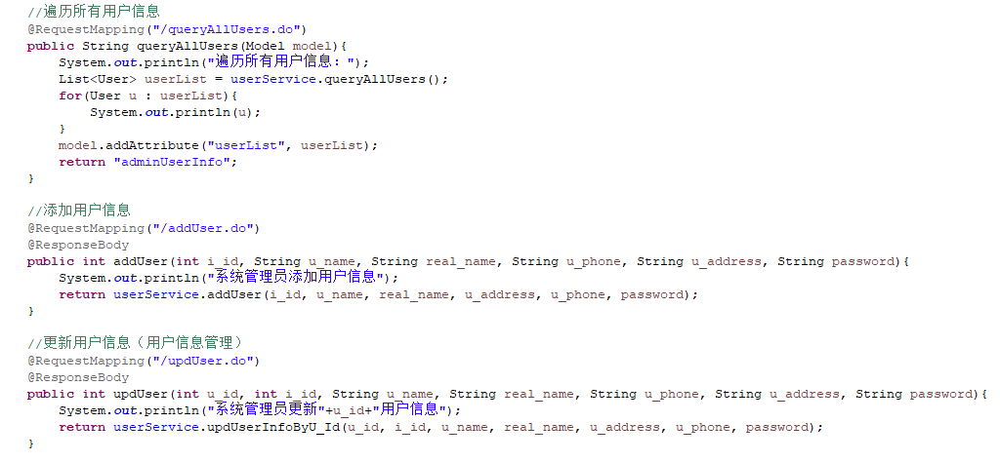 //遍历所有用户信息
@RequestMapping("/queryAllUsers.do")
public String queryAllUsers(Model model){
System.out.println("遍历所有用户信息：");
List<User> userList = userService.queryAllUsers();
for(User u : userList){
System.out.println(u);
}
model.addAttribute("userList", userList);
return "adminUserInfo";
}
//添加用户信息
@RequestMapping("/addUser.do")
@ResponseBody
public int addUser(int i_id, String u_name, String real_name, String u_phone, String u_address, String password){
System.out.println("系统管理员添加用户信息");
return userService.addUser(i_id, u_name, real_name, u_address, u_phone, password);
}
//更新用户信息（用户信息管理）
@RequestMapping("/updUser.do")
@ResponseBody
public int updUser(int u_id, int i_id, String u_name, String real_name, String u_phone, String u_address, String password){
System.out.println("系统管理员更新"+u_id+"用户信息");
return userService.updUserInfoByU_Id(u_id, i_id, u_name, real_name, u_address, u_phone, password);
}